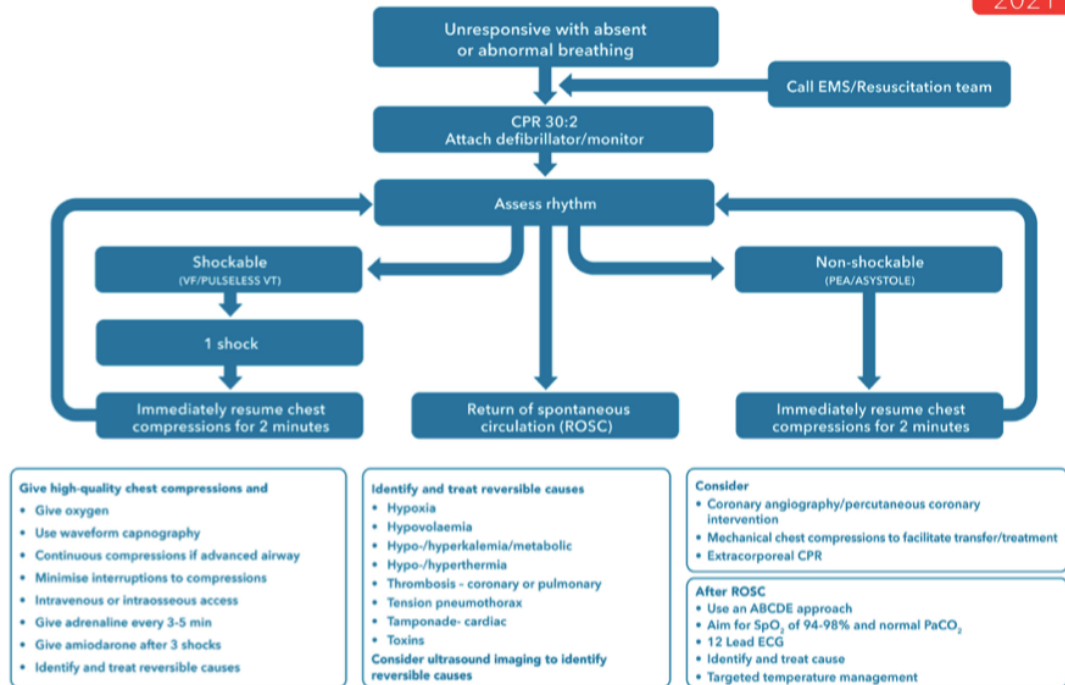 2021
Unresponsive with absent
or abnormal breathing
Call EMS/Resuscitation team
CPR 30:2
Attach defibrillator/monitor
Assess rhythm
Shockable
(VF/PULSELESS VT)
Non-shockable
(PEA/ASYSTOLE)
1 shock
Immediately resume chest
compressions for 2 minutes
Return of spontaneous
circulation (ROSC)
Immediately resume chest
compressions for 2 minutes
Give high-quality chest compressions and
• Give oxygen
• Use waveform capnography
• Continuous compressions if advanced airway
• Minimise interruptions to compressions
• Intravenous or intraosseous access
• Give adrenaline every 3-5 min
• Give amiodarone after 3 shocks
• Identify and treat reversible causes
Identify and treat reversible causes
• Hypoxia
• Hypovolaemia
• Hypo-/hyperkalemia/metabolic
• Hypo-/hyperthermia
• Thrombosis - coronary or pulmonary
• Tension pneumothorax
• Tamponade- cardiac
• Toxins
Consider ultrasound imaging to identify
reversible causes
Consider
• Coronary angiography/percutaneous coronary
intervention
• Mechanical chest compressions to facilitate transfer/treatment
• Extracorporeal CPR
After ROSC
• Use an ABCDE approach
• Aim for SpO₂ of 94-98% and normal PaCO₂
• 12 Lead ECG
• Identify and treat cause
• Targeted temperature management